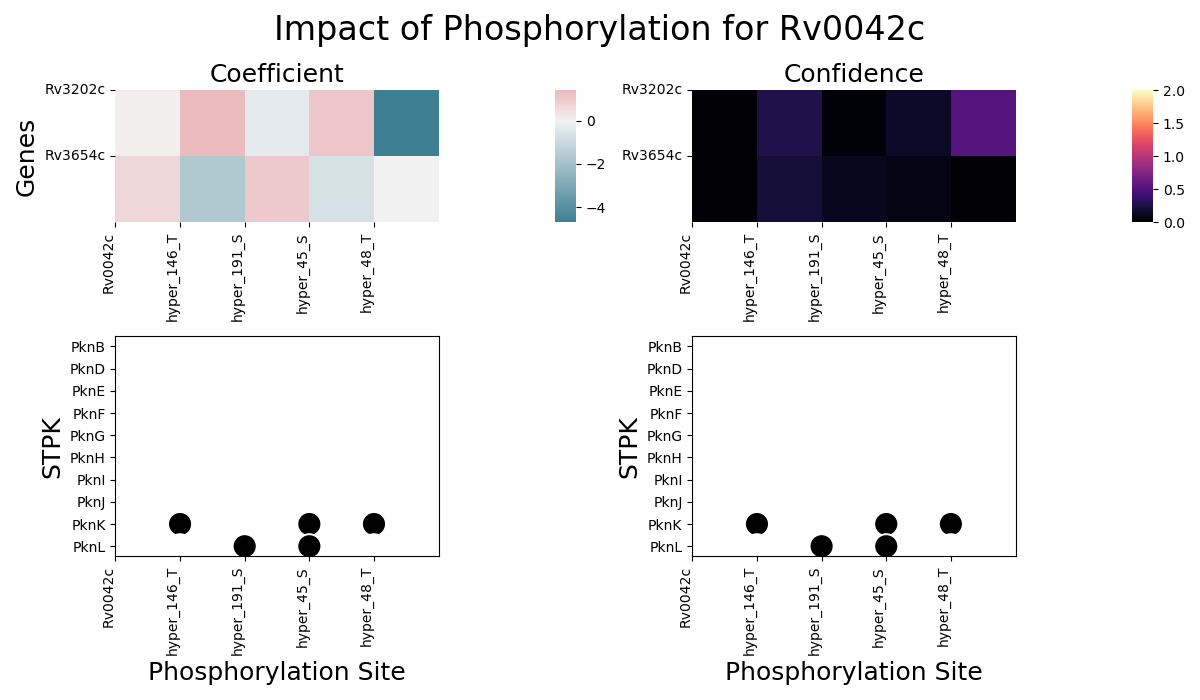 Impact of Phosphorylation for Rv0042c
Coefficient
Genes
Rv3202c
Rv3654c
Rv0042c
hyper_146_T
hyper_191_S
hyper_45_S
hyper_48_T
0
−2
−4
Confidence
Rv3202c
Rv3654c
Rv0042c
hyper_146_T
hyper_191_S
hyper_45_S
hyper_48_T
2.0
1.5
1.0
0.5
0.0
STPK
PknB
PknD
PknE
PknF
PknG
PknH
PknI
PknJ
PknK
PknL
Rv0042c
hyper_146_T
hyper_191_S
hyper_45_S
hyper_48_T
Phosphorylation Site
STPK
PknB
PknD
PknE
PknF
PknG
PknH
PknI
PknJ
PknK
PknL
Rv0042c
hyper_146_T
hyper_191_S
hyper_45_S
hyper_48_T
Phosphorylation Site